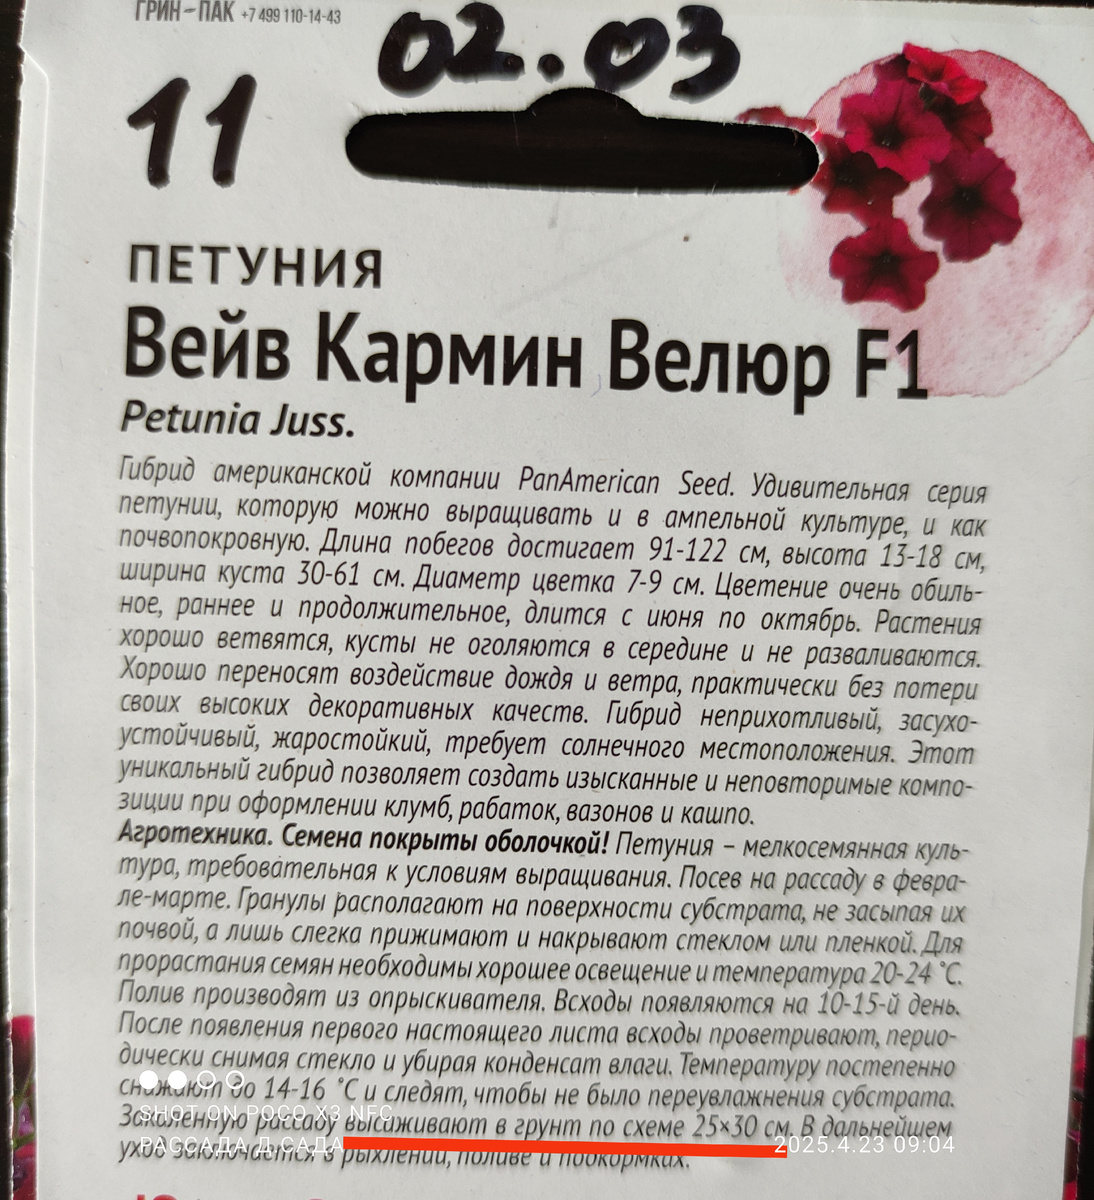 ГРИН-ПАК +7 499 110-14-43
02.03
11
ПЕТУНИЯ
Вейв Кармин Велюр F1
Petunia Juss.
Гибрид американской компании PanAmerican Seed. Удивительная серия
петунии, которую можно выращивать и в ампельной культуре, и как
почвопокровную. Длина побегов достигает 91-122 см, высота 13-18 см,
ширина куста 30-61 см. Диаметр цветка 7-9 см. Цветение очень обиль-
ное, раннее и продолжительное, длится с июня по октябрь. Растения
хорошо ветвятся, кусты не оголяются в середине и не разваливаются.
Хорошо переносят воздействие дождя и ветра, практически без потери
своих высоких декоративных качеств. Гибрид неприхотливый, засухо-
устойчивый, жаростойкий, требует солнечного местоположения. Этот
уникальный гибрид позволяет создать изысканные и неповторимые компо-
зиции при оформлении клумб, рабаток, вазонов и кашпо.
Агротехника. Семена покрыты оболочкой! Петуния – мелкосемянная куль-
тура, требовательная к условиям выращивания. Посев на рассаду в февра-
ле-марте. Гранулы располагают на поверхности субстрата, не засыпая их
почвой, а лишь слегка прижимают и накрывают стеклом или пленкой. Для
прорастания семян необходимы хорошее освещение и температура 20-24 °С.
Полив производят из опрыскивателя. Всходы появляются на 10-15-й день.
После появления первого настоящего листа всходы проветривают, перио-
дически снимая стекло и убирая конденсат влаги. Температуру постепенно
снижают до 14-16 °С и следят, чтобы не было переувлажнения субстрата.
SHOT ON POCO X3 NFC
Закаленную рассаду высаживают в грунт по схеме 25×30 см. В дальнейшем
РАССАДА Д.САДА 2025.4.23 09:04
уход заключается в рыхлении, поливе и подкормках.